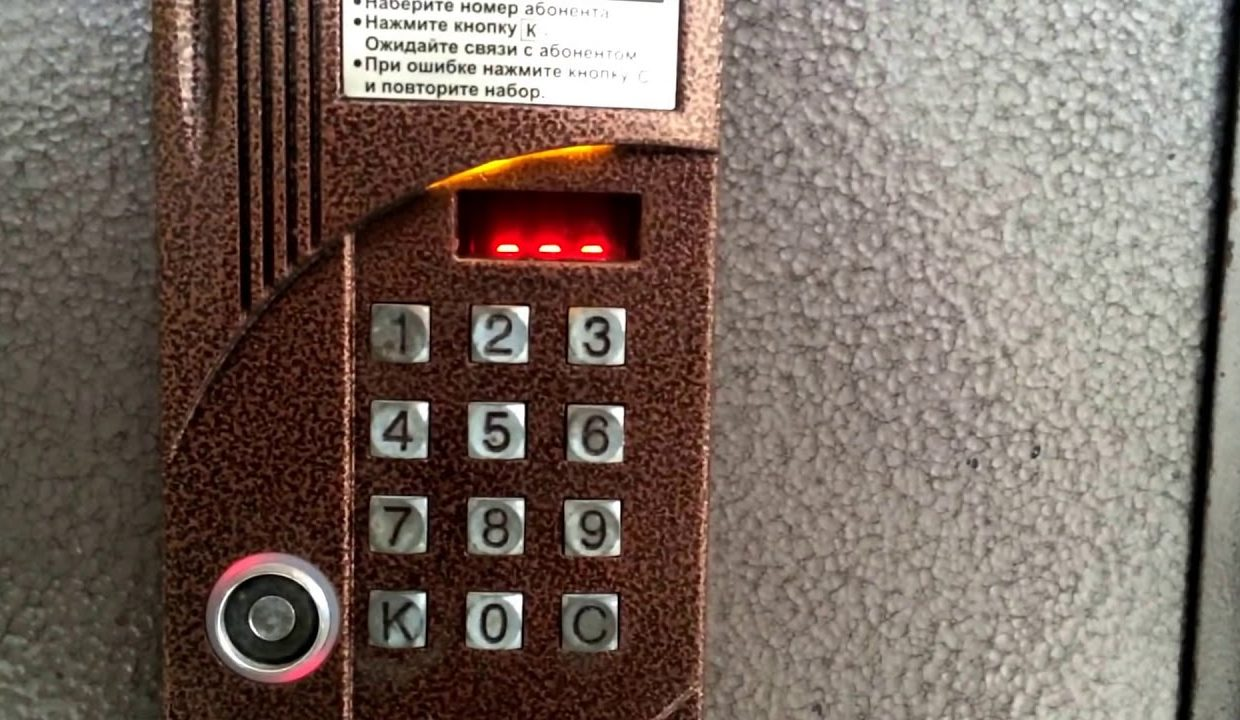 •Наберите номер абонента
•Нажмите кнопку K.
Ожидайте связи с абонентом
•При ошибке нажмите кнопку C
и повторите набор.
1 2 3
4 5 6
7 8 9
K 0 C